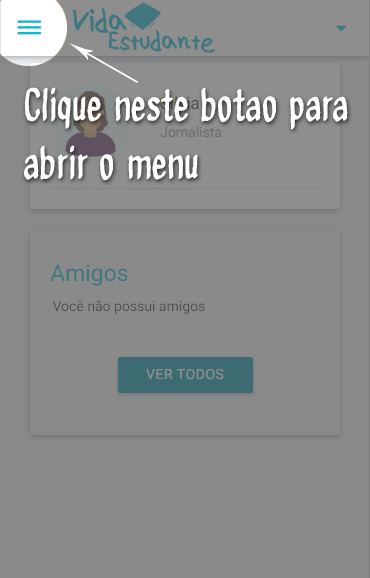 Vida
Estudante
Clique neste botao para
Jornalista
abrir o menu
Amigos
Você não possui amigos
VER TODOS